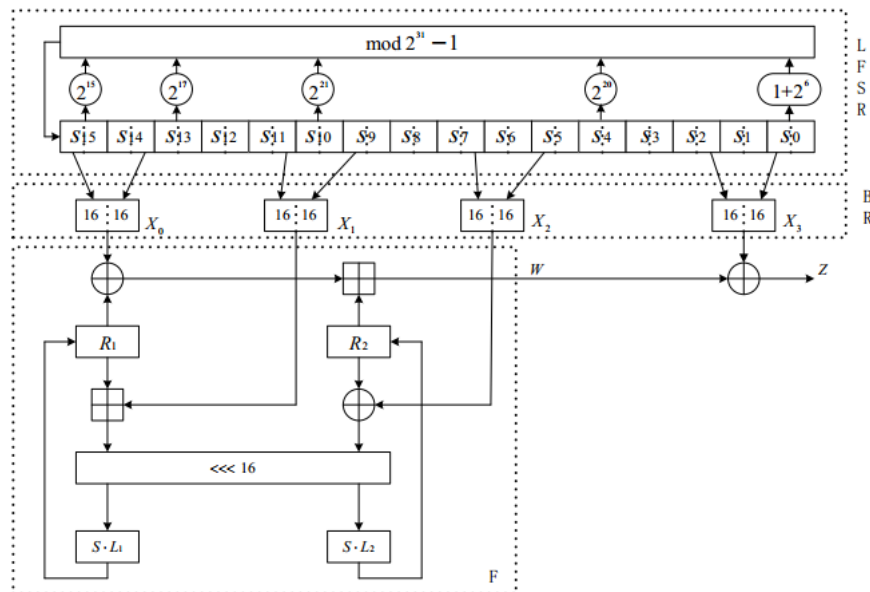 mod 2³¹ − 1
2¹⁵ 2¹⁷ 2²¹ 2²⁰ 1+2⁶
S15 S14 S13 S12 S11 S10 S9 S8 S7 S6 S5 S4 S3 S2 S1 S0
L
F
S
R
16 16 X₀ 16 16 X₁ 16 16 X₂ 16 16 X₃
B
R
W Z
R₁ R₂
<<< 16
S · L₁ S · L₂
F